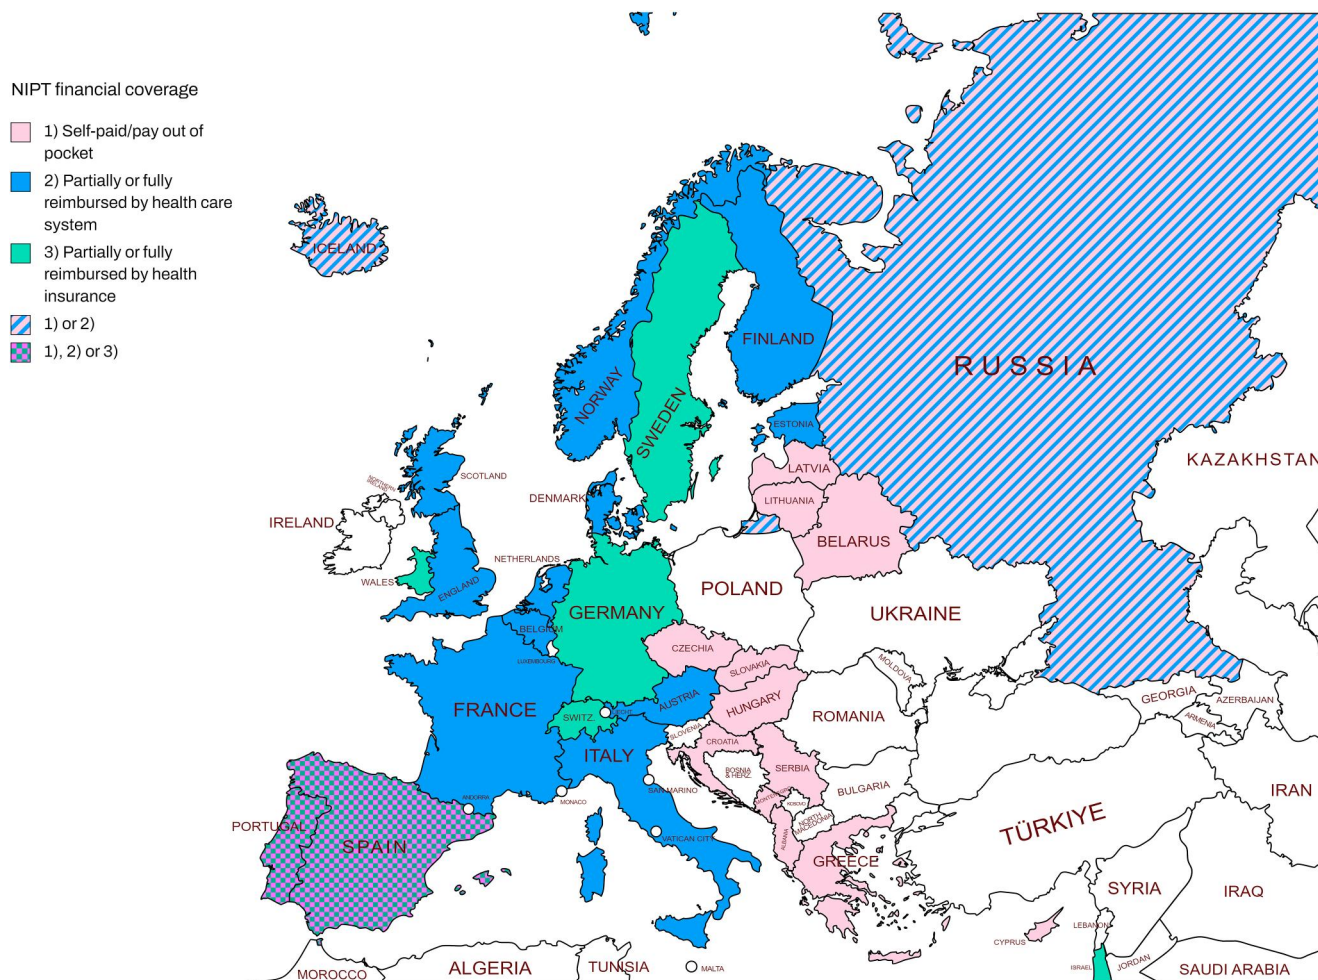 NIPT financial coverage
1) Self-paid/pay out of
pocket
2) Partially or fully
reimbursed by health care
system
3) Partially or fully
reimbursed by health
insurance
1) or 2)
1), 2) or 3)
ICELAND
RUSSIA
FINLAND
NORWAY
SWEDEN
ESTONIA
KAZAKHSTAN
LATVIA
SCOTLAND
NORTHERN
IRELAND
DENMARK
LITHUANIA
IRELAND
BELARUS
NETHERLANDS
WALES
ENGLAND
POLAND
GERMANY
UKRAINE
BELGIUM
CZECHIA
LUXEMBOURG
SLOVAKIA
MOLDOVA
AUSTRIA
HUNGARY
GEORGIA
AZERBAIJAN
FRANCE
SWITZ.
LIECHT.
ROMANIA
ARMENIA
SLOVENIA
CROATIA
ITALY
BOSNIA
& HERZ.
SERBIA
SAN MARINO
BULGARIA
IRAN
ANDORRA
MONACO
MONTENEGRO
KOSOVO
NORTH
MACEDONIA
PORTUGAL
SPAIN
VATICAN CITY
ALBANIA
TÜRKIYE
GREECE
SYRIA
IRAQ
LEBANON
CYPRUS
MOROCCO
ALGERIA
TUNISIA
MALTA
ISRAEL
JORDAN
SAUDI ARABIA